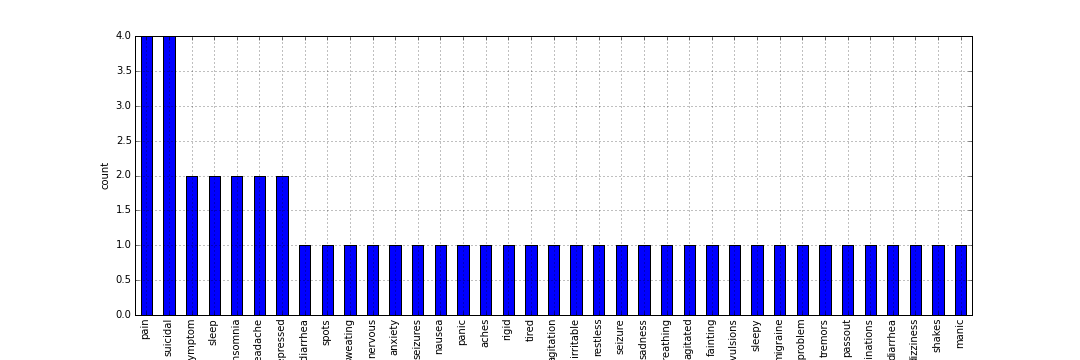 4.0
3.5
3.0
2.5
2.0
1.5
1.0
0.5
0.0
count
pain
suicidal
ymptom
sleep
nsomnia
eadache
pressed
diarrhea
spots
weating
nervous
anxiety
seizures
nausea
panic
aches
rigid
tired
gitation
irritable
restless
seizure
sadness
reathing
agitated
fainting
vulsions
sleepy
migraine
problem
tremors
passout
inations
diarrhea
lizziness
shakes
manic